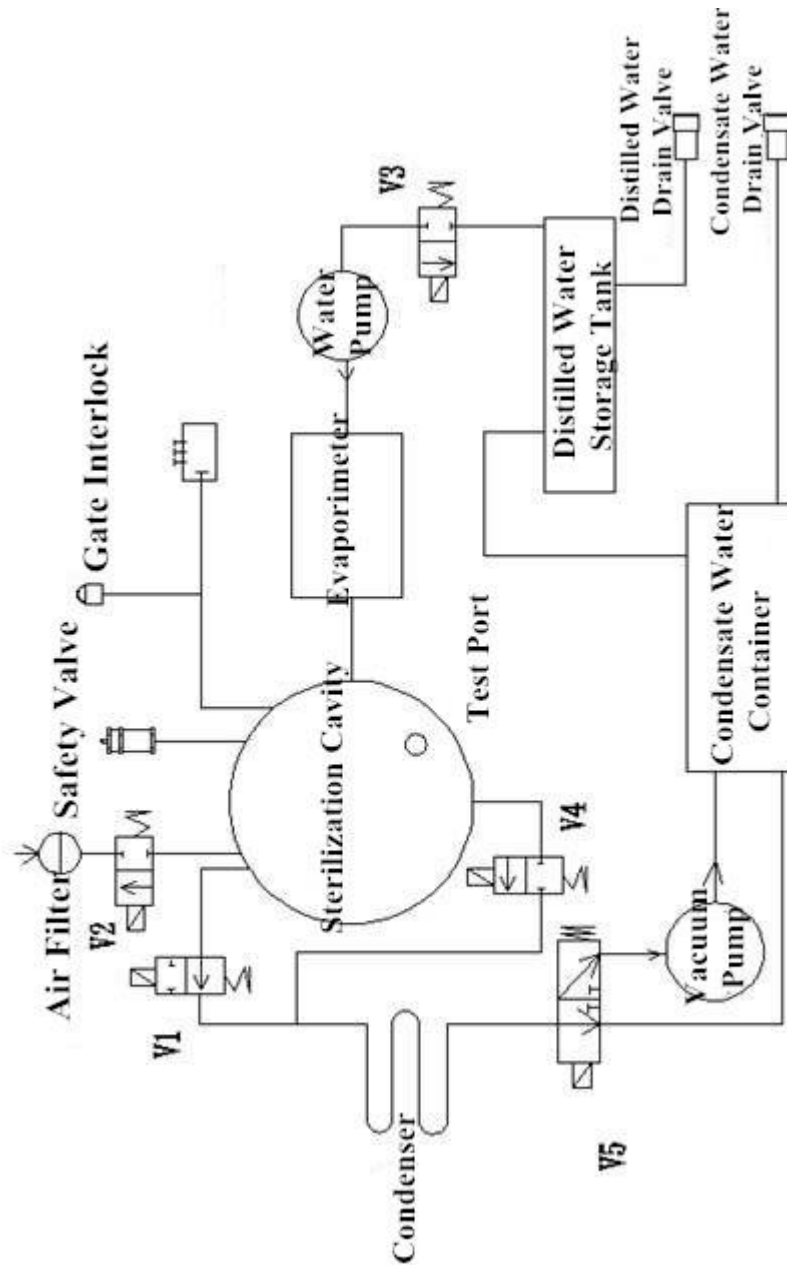 Air Filter
Safety Valve
Gate Interlock
V2
V1
V3
Water
Pump
Sterilization Cavity
Evaporimeter
Test Port
V4
Condenser
V5
Vacuum
Pump
Distilled Water
Storage Tank
Condensate Water
Container
Distilled Water
Drain Valve
Condensate Water
Drain Valve